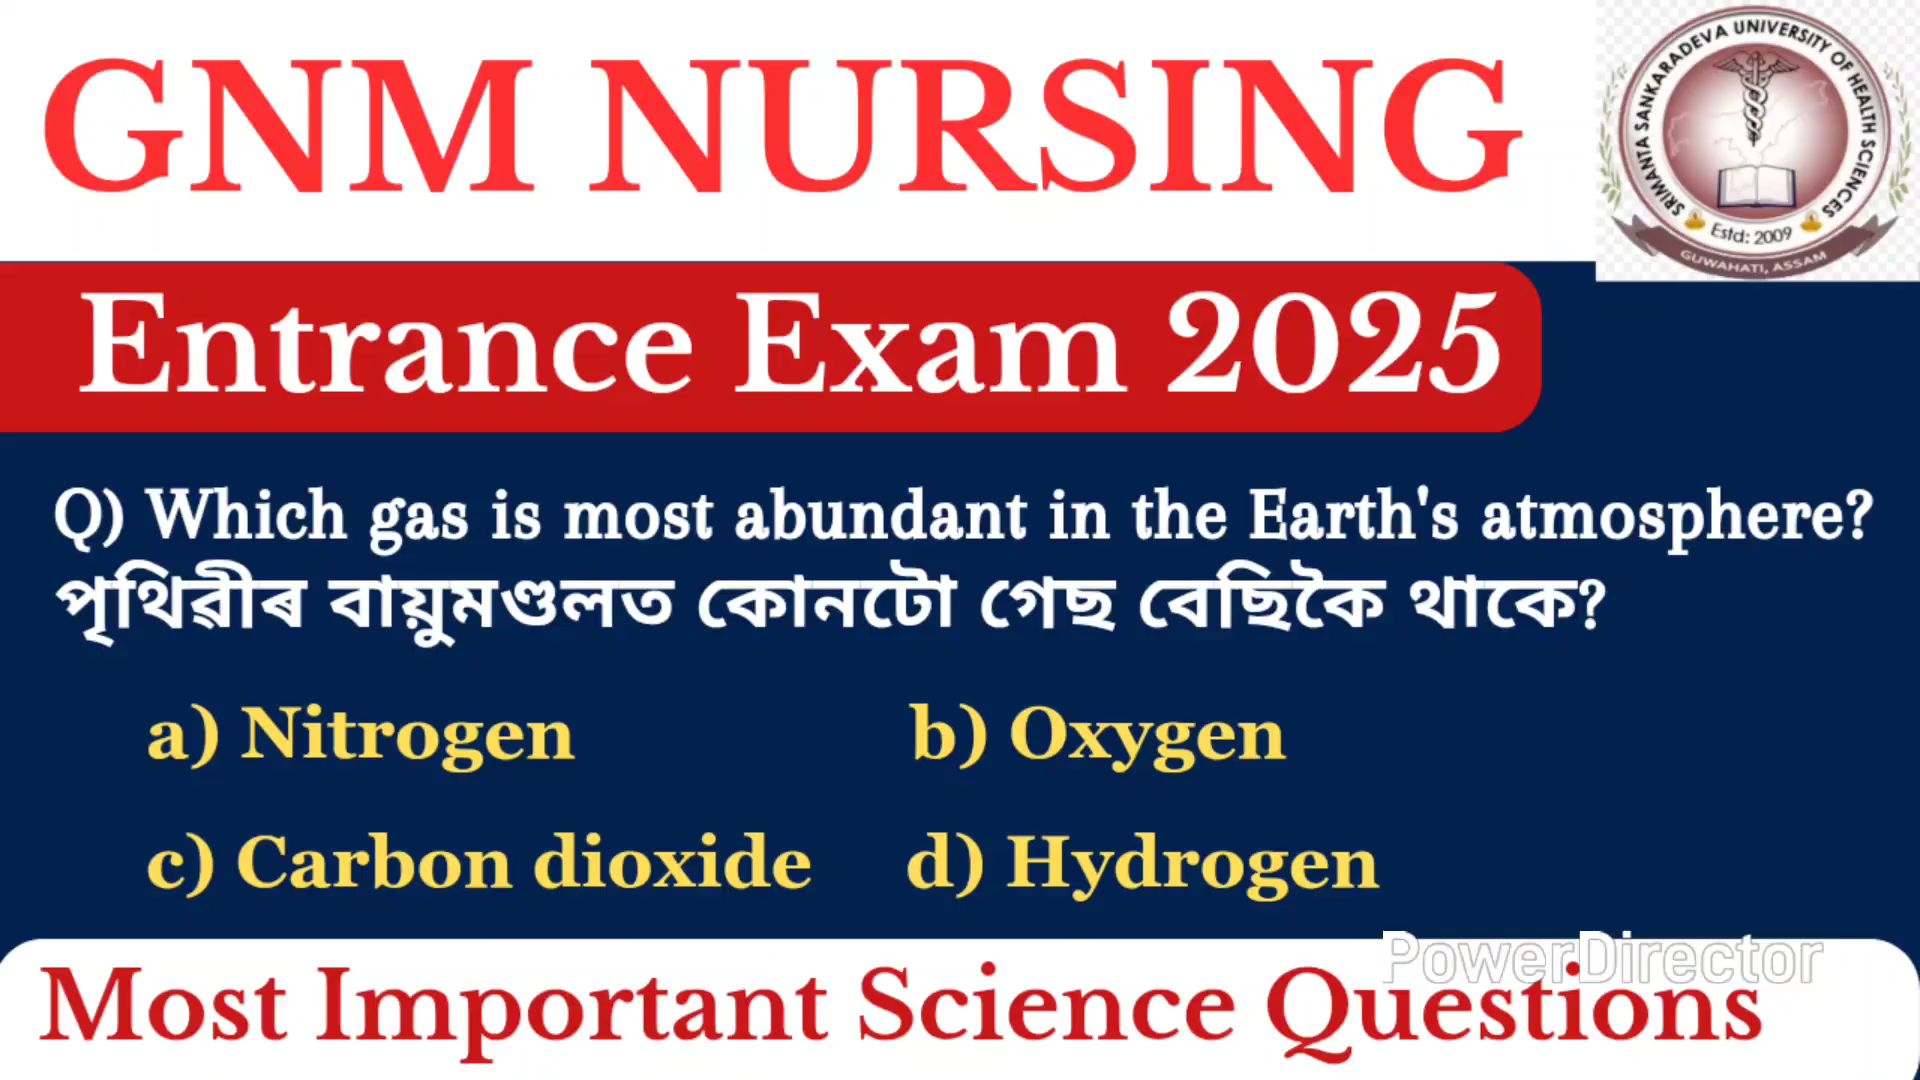 GNM NURSING
SRIMANTA SANKARADEVA UNIVERSITY OF HEALTH SCIENCES
Estd: 2009
GUWAHATI, ASSAM
Entrance Exam 2025
Q) Which gas is most abundant in the Earth's atmosphere?
পৃথিৱীৰ বায়ুমণ্ডলত কোনটো গেছ বেছিকৈ থাকে?
a) Nitrogen b) Oxygen
c) Carbon dioxide d) Hydrogen
PowerDirector
Most Important Science Questions